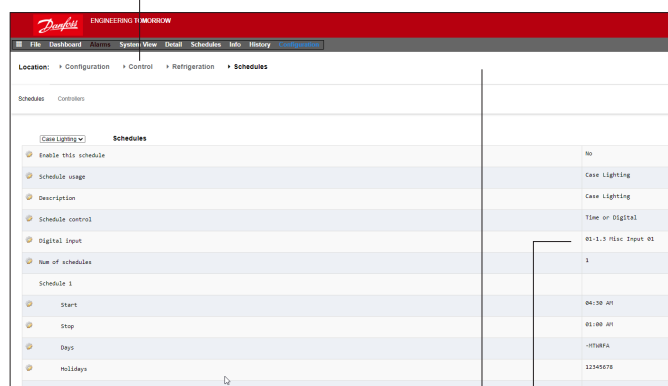 Danfoss ENGINEERING TOMORROW
File Dashboard Alarms System View Detail Schedules Info History Configuration
Location: Configuration Control Refrigeration Schedules
Schedules Controllers
Case Lighting Schedules
Enable this schedule No
Schedule usage Case Lighting
Description Case Lighting
Schedule control Time or Digital
Digital input 01-1.3 Misc Input 01
Num of schedules 1
Schedule 1
Start 04:30 AM
Stop 01:00 AM
Days -MTWRFA
Holidays 12345678